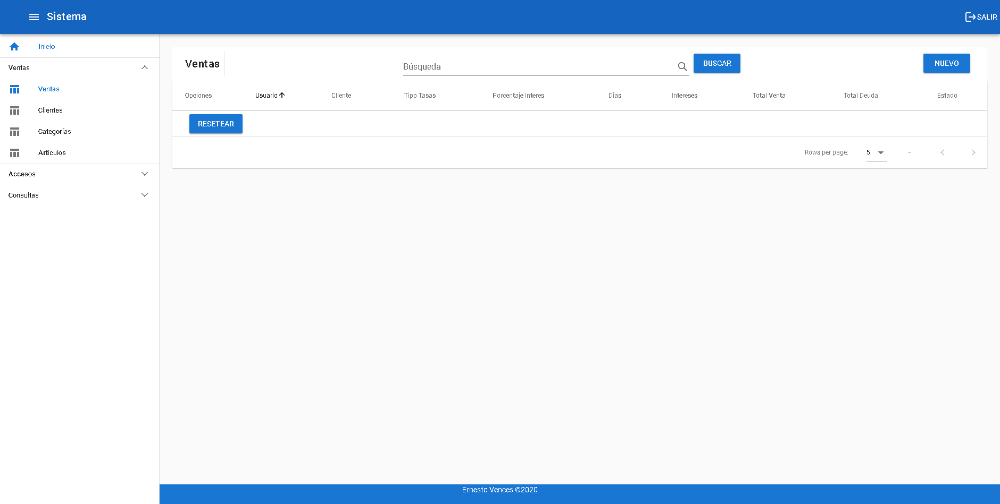 Sistema
SALIR
Inicio
Ventas
Ventas
Clientes
Categorías
Artículos
Accesos
Consultas
Ventas
Búsqueda
BUSCAR
NUEVO
Opciones Usuario Cliente Tipo Tasas Porcentaje Interes Días Intereses Total Venta Total Deuda Estado
RESETEAR
Rows per page: 5 –
Ernesto Vences ©2020